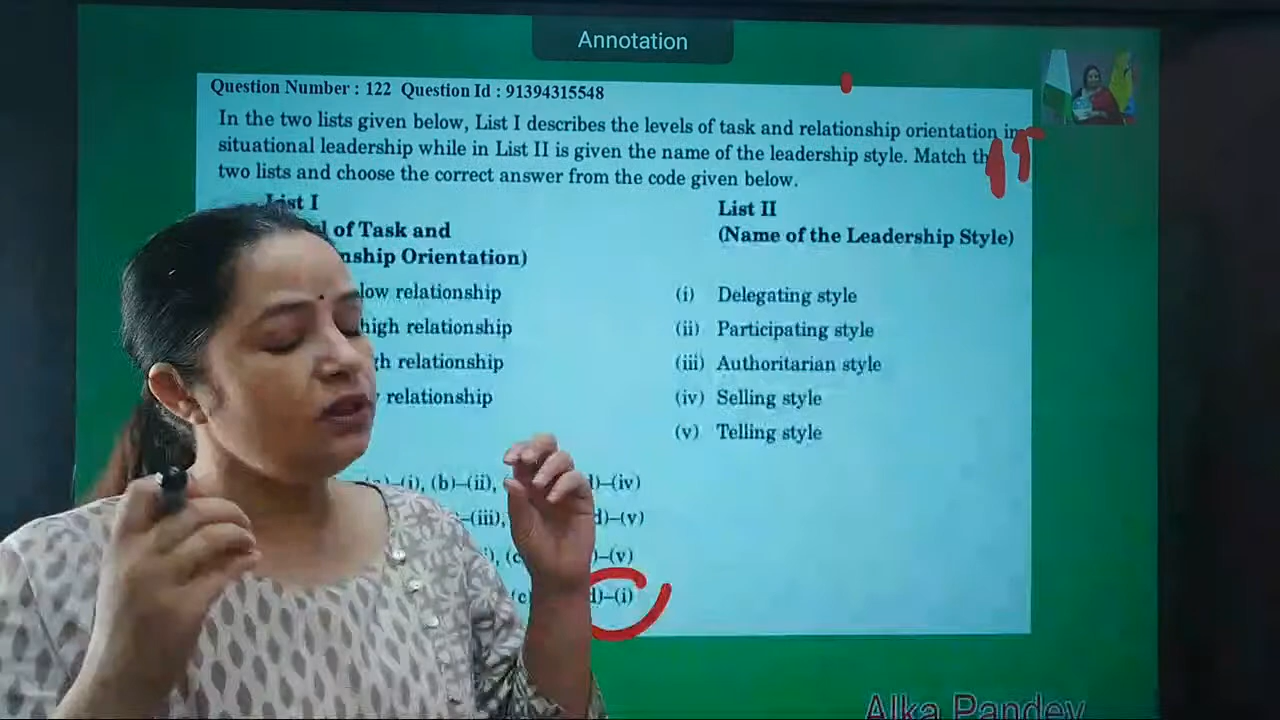 Annotation
Question Number : 122 Question Id : 91394315548
In the two lists given below, List I describes the levels of task and relationship orientation in
situational leadership while in List II is given the name of the leadership style. Match th
two lists and choose the correct answer from the code given below.
List I
List II
of Task and
(Name of the Leadership Style)
nship Orientation)
low relationship
(i) Delegating style
high relationship
(ii) Participating style
gh relationship
(iii) Authoritarian style
relationship
(iv) Selling style
(v) Telling style
–(i), (b)–(ii), )–(iv)
–(iii), d)–(v)
), (c )–(v)
(c d)–(i)
Alka Pandey